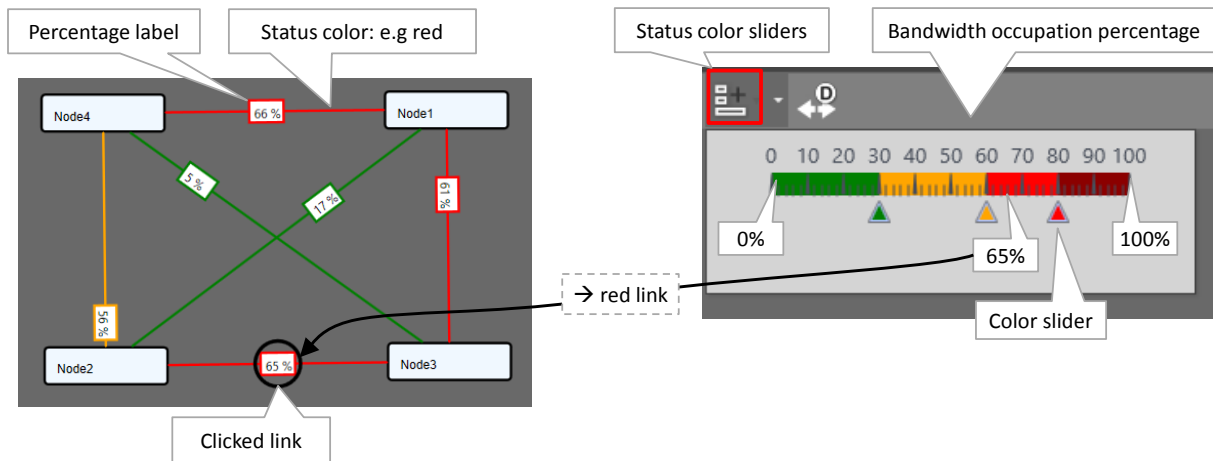 Percentage label
Status color: e.g red
Status color sliders
Bandwidth occupation percentage
Node4
66 %
Node1
5 %
17 %
61 %
56 %
Node2
65 %
Node3
Clicked link
→ red link
D
0 10 20 30 40 50 60 70 80 90 100
0%
65%
100%
Color slider